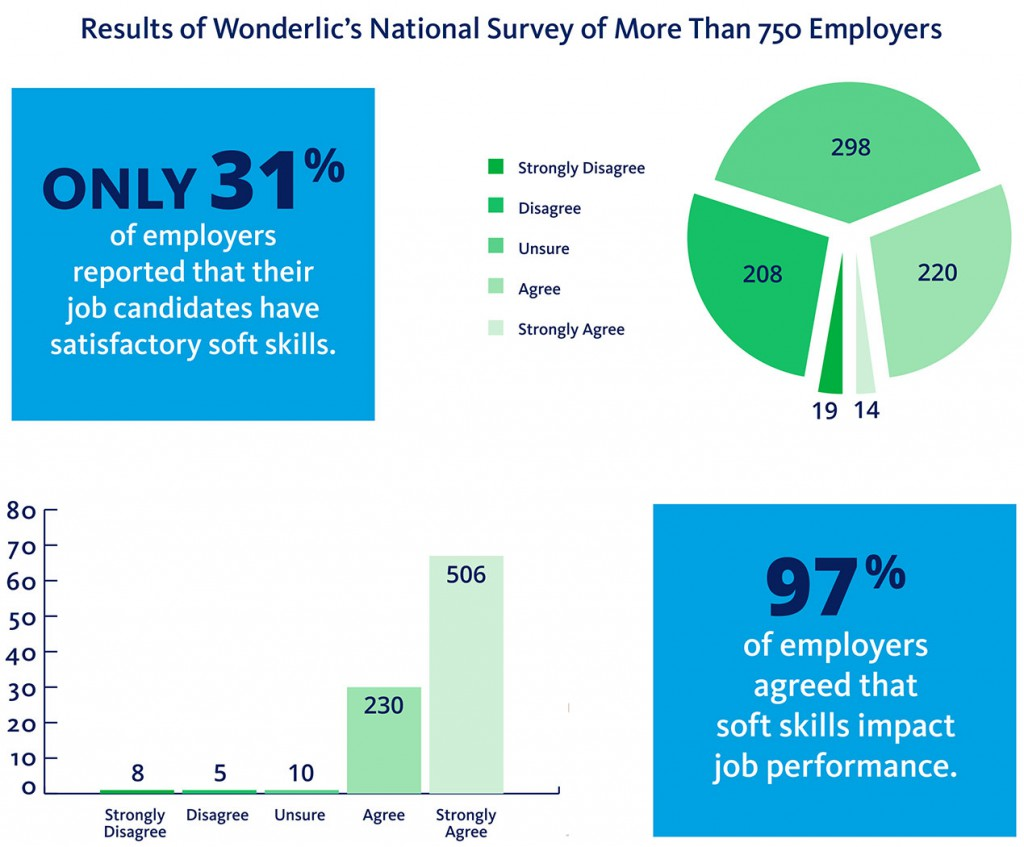 Results of Wonderlic's National Survey of More Than 750 Employers
ONLY 31%
of employers
reported that their
job candidates have
satisfactory soft skills.
Strongly Disagree
Disagree
Unsure
Agree
Strongly Agree
298
208
220
19
14
80
70
60
50
40
30
20
10
0
8
5
10
230
506
Strongly
Disagree
Disagree
Unsure
Agree
Strongly
Agree
97%
of employers
agreed that
soft skills impact
job performance.